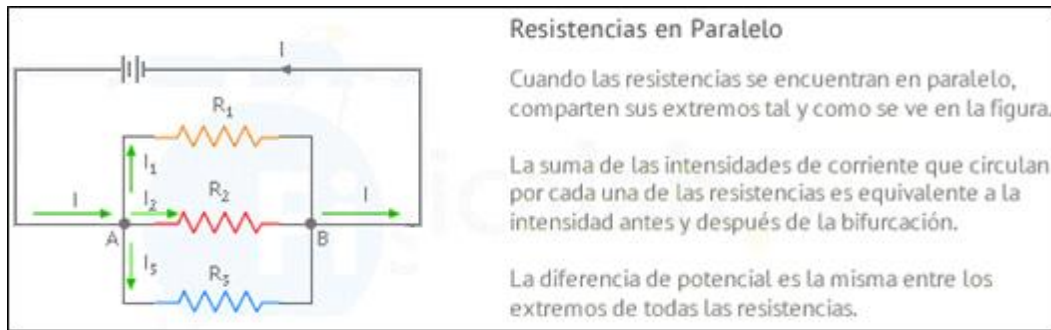 Resistencias en Paralelo
Cuando las resistencias se encuentran en paralelo,
comparten sus extremos tal y como se ve en la figura.
La suma de las intensidades de corriente que circulan
por cada una de las resistencias es equivalente a la
intensidad antes y después de la bifurcación.
La diferencia de potencial es la misma entre los
extremos de todas las resistencias.
I
R1
I1
I
I2
R2
I
A
B
I3
R3